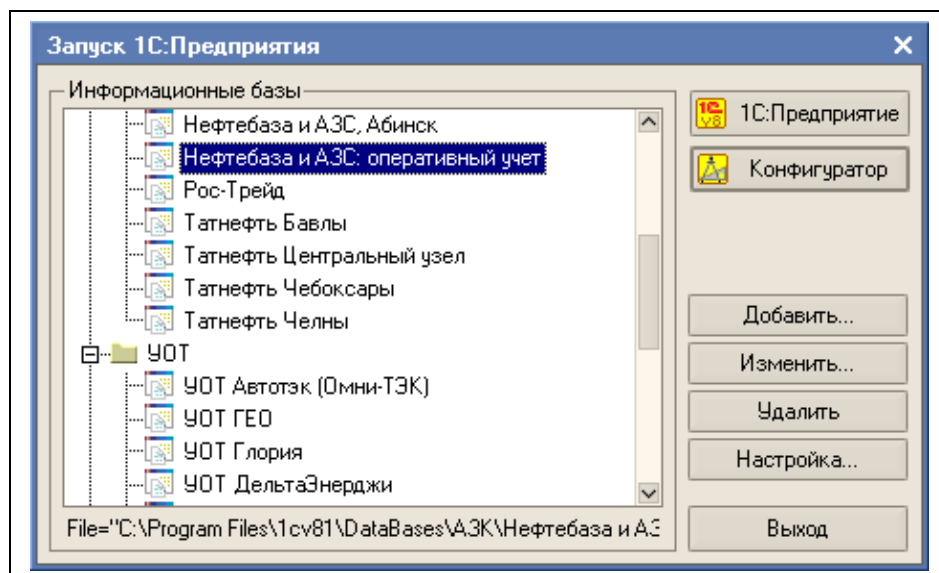 Запуск 1С:Предприятия
Информационные базы
Нефтебаза и АЗС, Абинск
Нефтебаза и АЗС: оперативный учет
Рос-Трейд
Татнефть Бавлы
Татнефть Центральный узел
Татнефть Чебоксары
Татнефть Челны
УОТ
УОТ Автотэк (Омни-ТЭК)
УОТ ГЕО
УОТ Глория
УОТ ДельтаЭнерджи
File="C:\Program Files\1cv81\DataBases\АЗК\Нефтебаза и АЗ
1С:Предприятие
Конфигуратор
Добавить...
Изменить...
Удалить
Настройка...
Выход